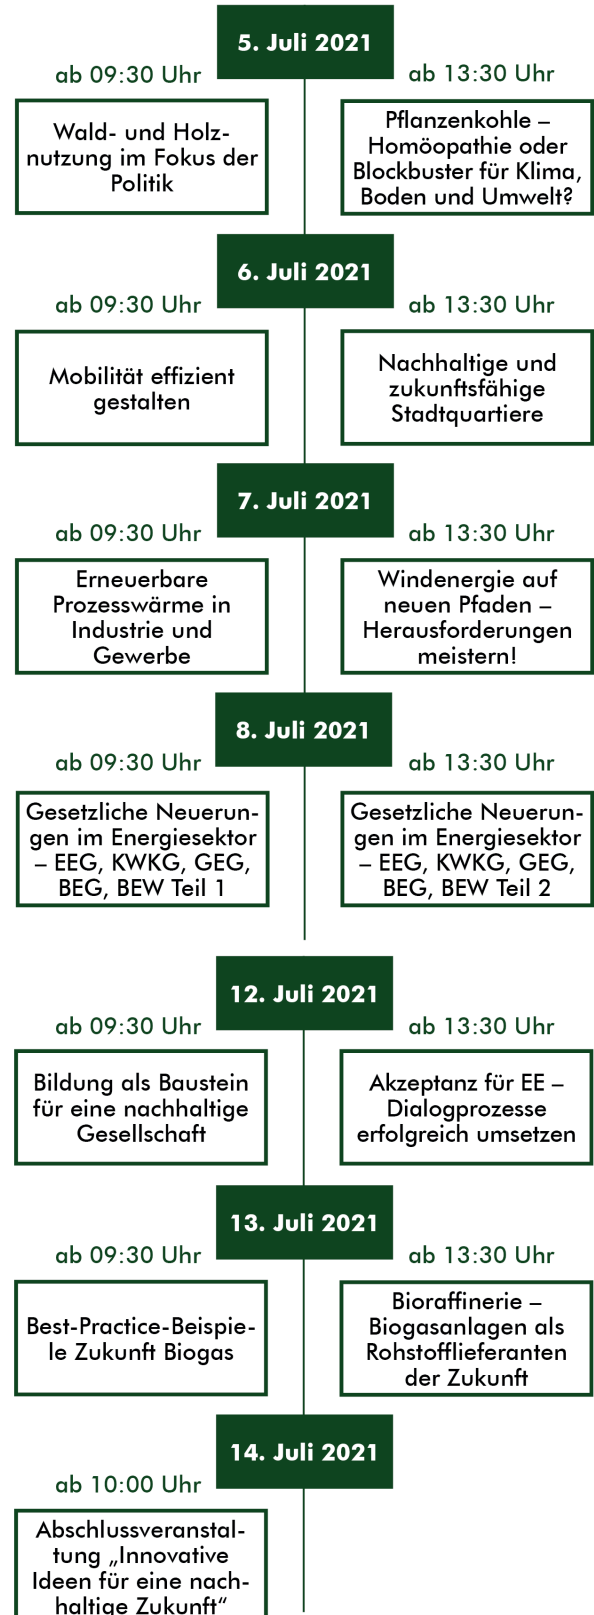 5. Juli 2021
ab 09:30 Uhr
Wald- und Holz-
nutzung im Fokus der
Politik
ab 13:30 Uhr
Pflanzenkohle –
Homöopathie oder
Blockbuster für Klima,
Boden und Umwelt?
6. Juli 2021
ab 09:30 Uhr
Mobilität effizient
gestalten
ab 13:30 Uhr
Nachhaltige und
zukunftsfähige
Stadtquartiere
7. Juli 2021
ab 09:30 Uhr
Erneuerbare
Prozesswärme in
Industrie und
Gewerbe
ab 13:30 Uhr
Windenergie auf
neuen Pfaden –
Herausforderungen
meistern!
8. Juli 2021
ab 09:30 Uhr
Gesetzliche Neuerun-
gen im Energiesektor
– EEG, KWKG, GEG,
BEG, BEW Teil 1
ab 13:30 Uhr
Gesetzliche Neuerun-
gen im Energiesektor
– EEG, KWKG, GEG,
BEG, BEW Teil 2
12. Juli 2021
ab 09:30 Uhr
Bildung als Baustein
für eine nachhaltige
Gesellschaft
ab 13:30 Uhr
Akzeptanz für EE –
Dialogprozesse
erfolgreich umsetzen
13. Juli 2021
ab 09:30 Uhr
Best-Practice-Beispie-
le Zukunft Biogas
ab 13:30 Uhr
Bioraffinerie –
Biogasanlagen als
Rohstofflieferanten
der Zukunft
14. Juli 2021
ab 10:00 Uhr
Abschlussveranstal-
tung „Innovative
Ideen für eine nach-
haltige Zukunft“